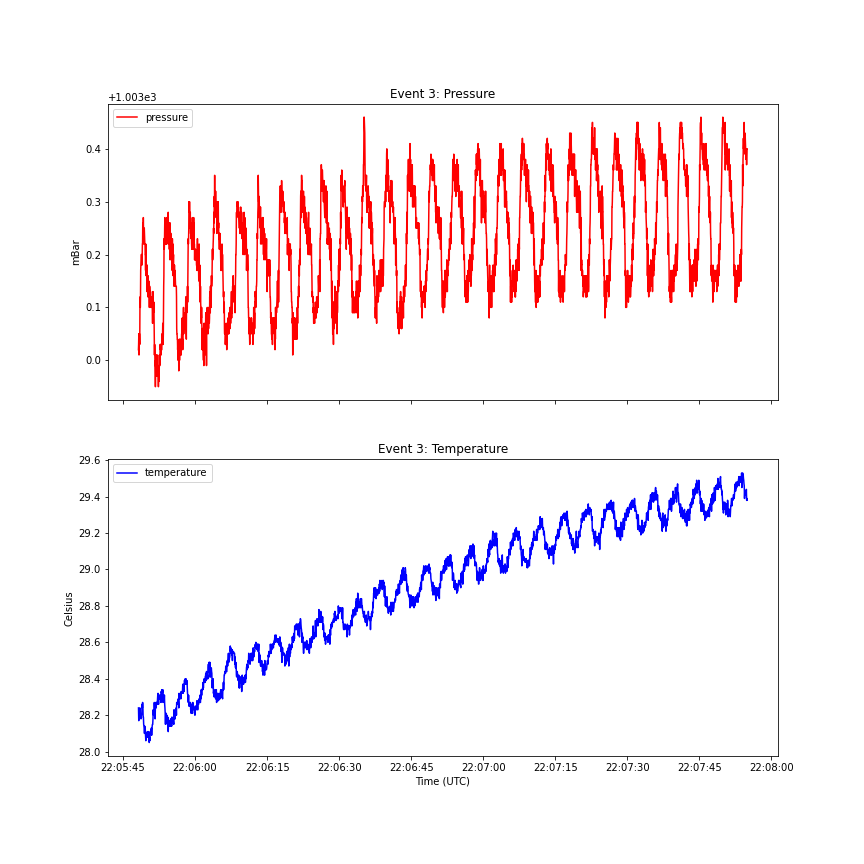 Event 3: Pressure
+1.003e3
pressure
0.4
0.3
0.2
0.1
0.0
mBar
Event 3: Temperature
temperature
29.6
29.4
29.2
29.0
28.8
28.6
28.4
28.2
28.0
Celsius
22:05:45 22:06:00 22:06:15 22:06:30 22:06:45 22:07:00 22:07:15 22:07:30 22:07:45 22:08:00
Time (UTC)